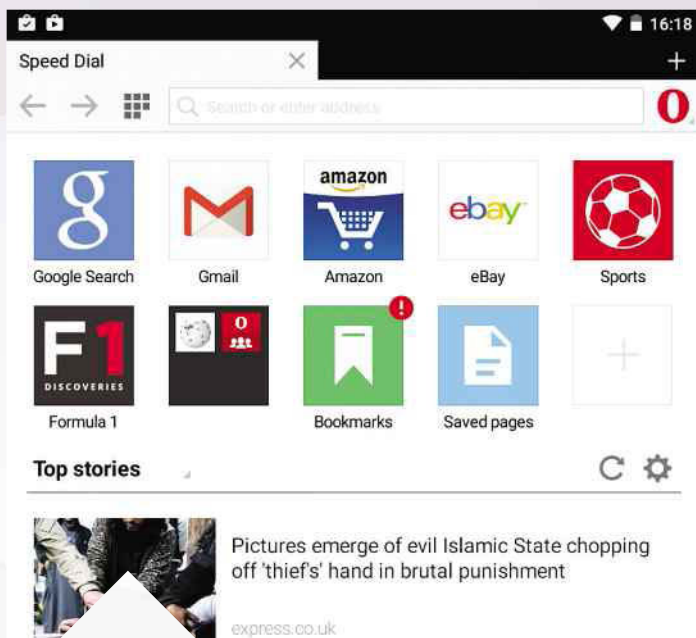 16:18
Speed Dial
Search or enter address
O
g
amazon
ebay
Google Search
Gmail
Amazon
eBay
Sports
F1
DISCOVERIES
O
!
Formula 1
Bookmarks
Saved pages
Top stories
Pictures emerge of evil Islamic State chopping
off 'thief's' hand in brutal punishment
express.co.uk